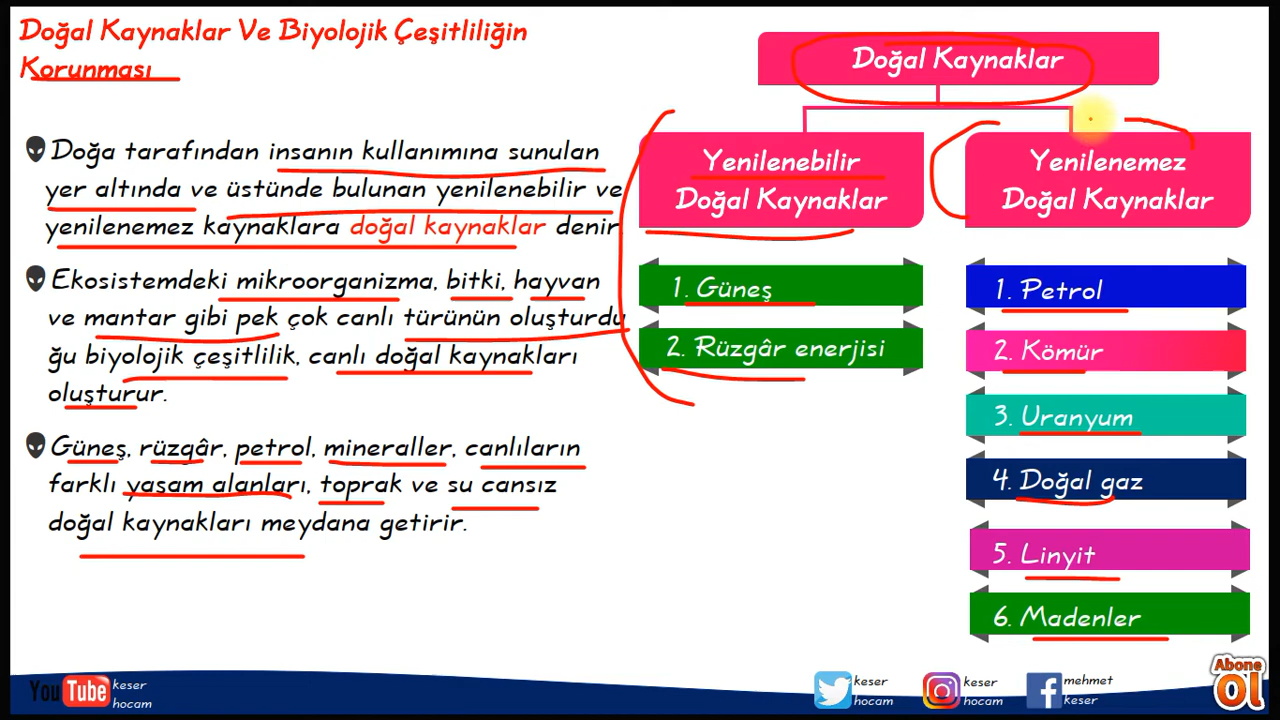 Doğal Kaynaklar Ve Biyolojik Çeşitliliğin
Korunması
Doğa tarafından insanın kullanımına sunulan
yer altında ve üstünde bulunan yenilenebilir ve
yenilenemez kaynaklara doğal kaynaklar denir
Ekosistemdeki mikroorganizma, bitki, hayvan
ve mantar gibi pek çok canlı türünün oluşturdu
ğu biyolojik çeşitlilik, canlı doğal kaynakları
oluşturur.
Güneş, rüzgâr, petrol, mineraller, canlıların
farklı yaşam alanları, toprak ve su cansız
doğal kaynakları meydana getirir.
Doğal Kaynaklar
Yenilenebilir
Doğal Kaynaklar
1. Güneş
2. Rüzgâr enerjisi
Yenilenemez
Doğal Kaynaklar
1. Petrol
2. Kömür
3. Uranyum
4. Doğal gaz
5. Linyit
6. Madenler
YouTube keser
hocam
keser
hocam
keser
hocam
mehmet
keser
Abone
Ol